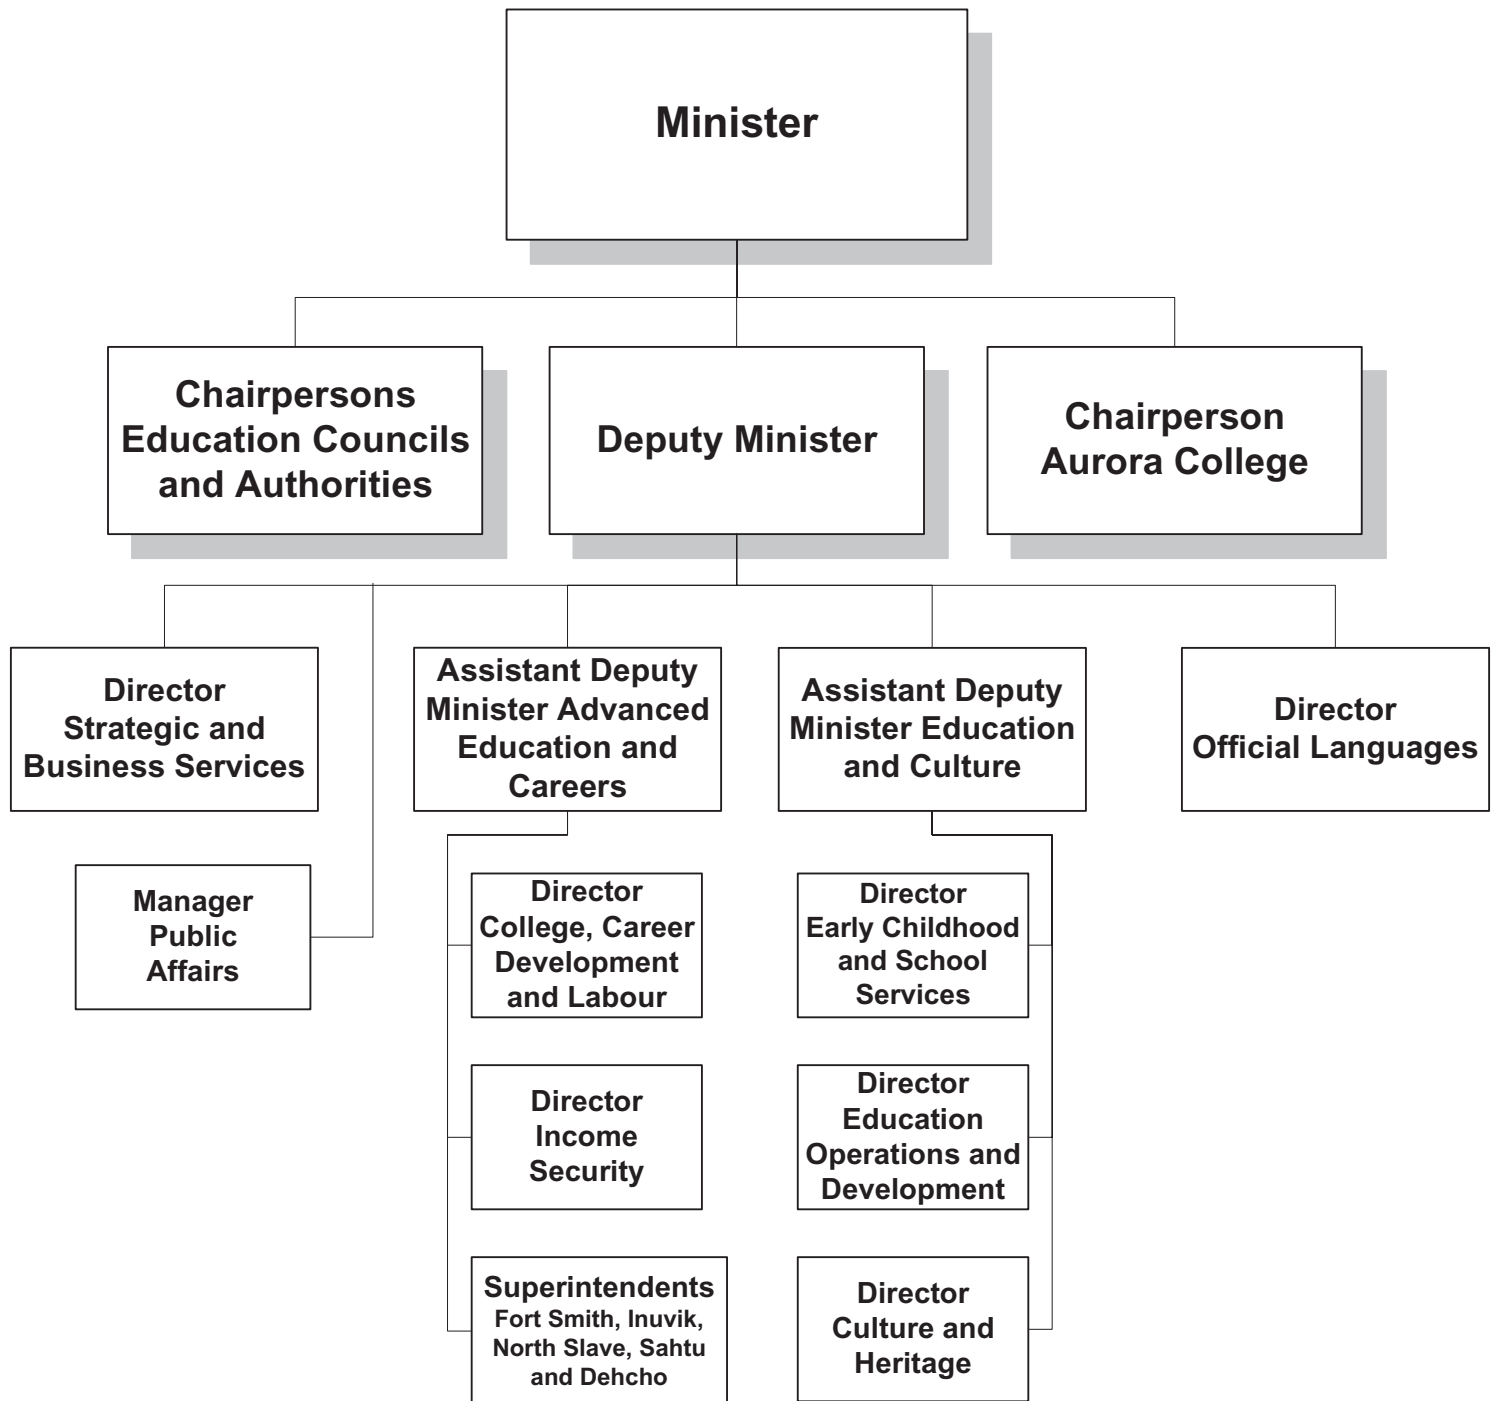 Minister
Chairpersons
Education Councils
and Authorities
Deputy Minister
Chairperson
Aurora College
Director
Strategic and
Business Services
Assistant Deputy
Minister Advanced
Education and
Careers
Assistant Deputy
Minister Education
and Culture
Director
Official Languages
Manager
Public
Affairs
Director
College, Career
Development
and Labour
Director
Early Childhood
and School
Services
Director
Income
Security
Director
Education
Operations and
Development
Superintendents
Fort Smith, Inuvik,
North Slave, Sahtu
and Dehcho
Director
Culture and
Heritage